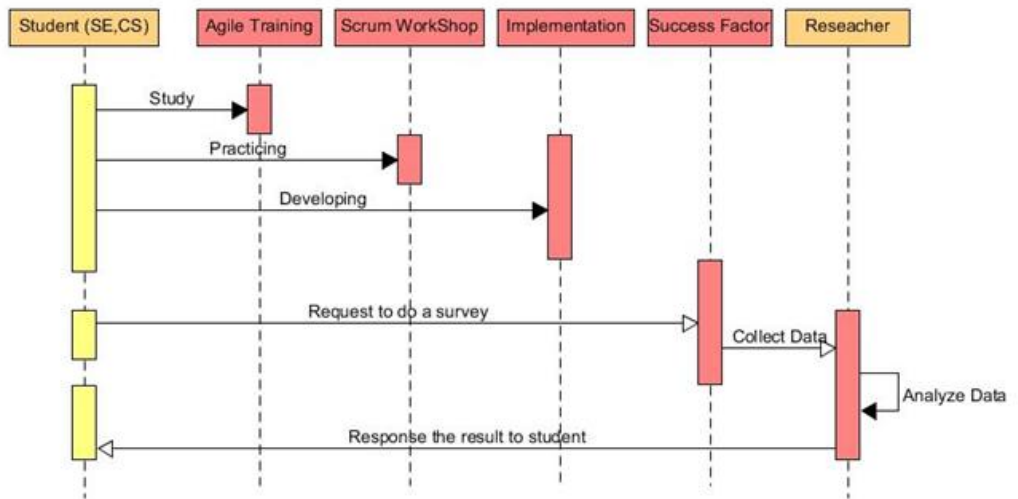 Student (SE,CS)
Agile Training
Scrum WorkShop
Implementation
Success Factor
Reseacher
Study
Practicing
Developing
Request to do a survey
Collect Data
Analyze Data
Response the result to student